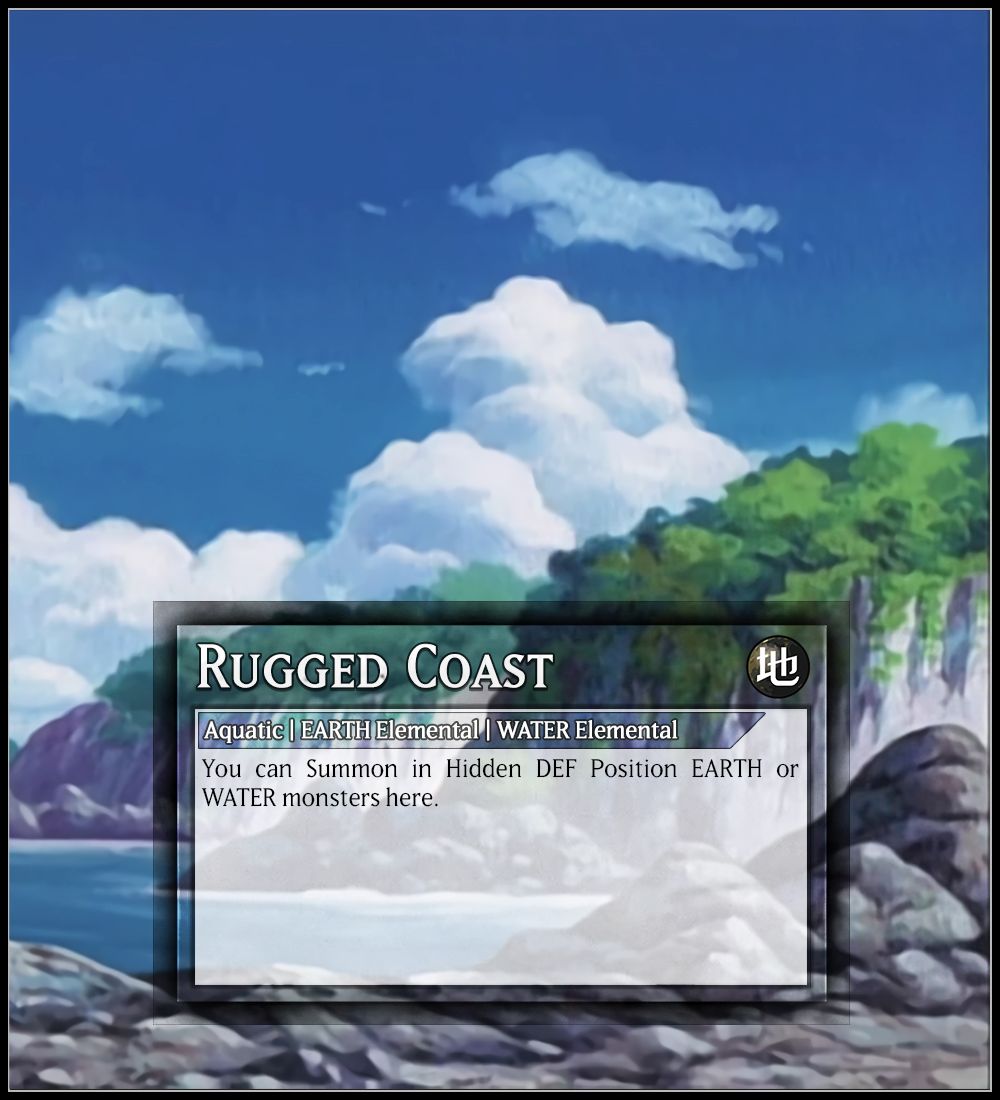 Rugged Coast
地
Aquatic | EARTH Elemental | WATER Elemental
You can Summon in Hidden DEF Position EARTH or
WATER monsters here.